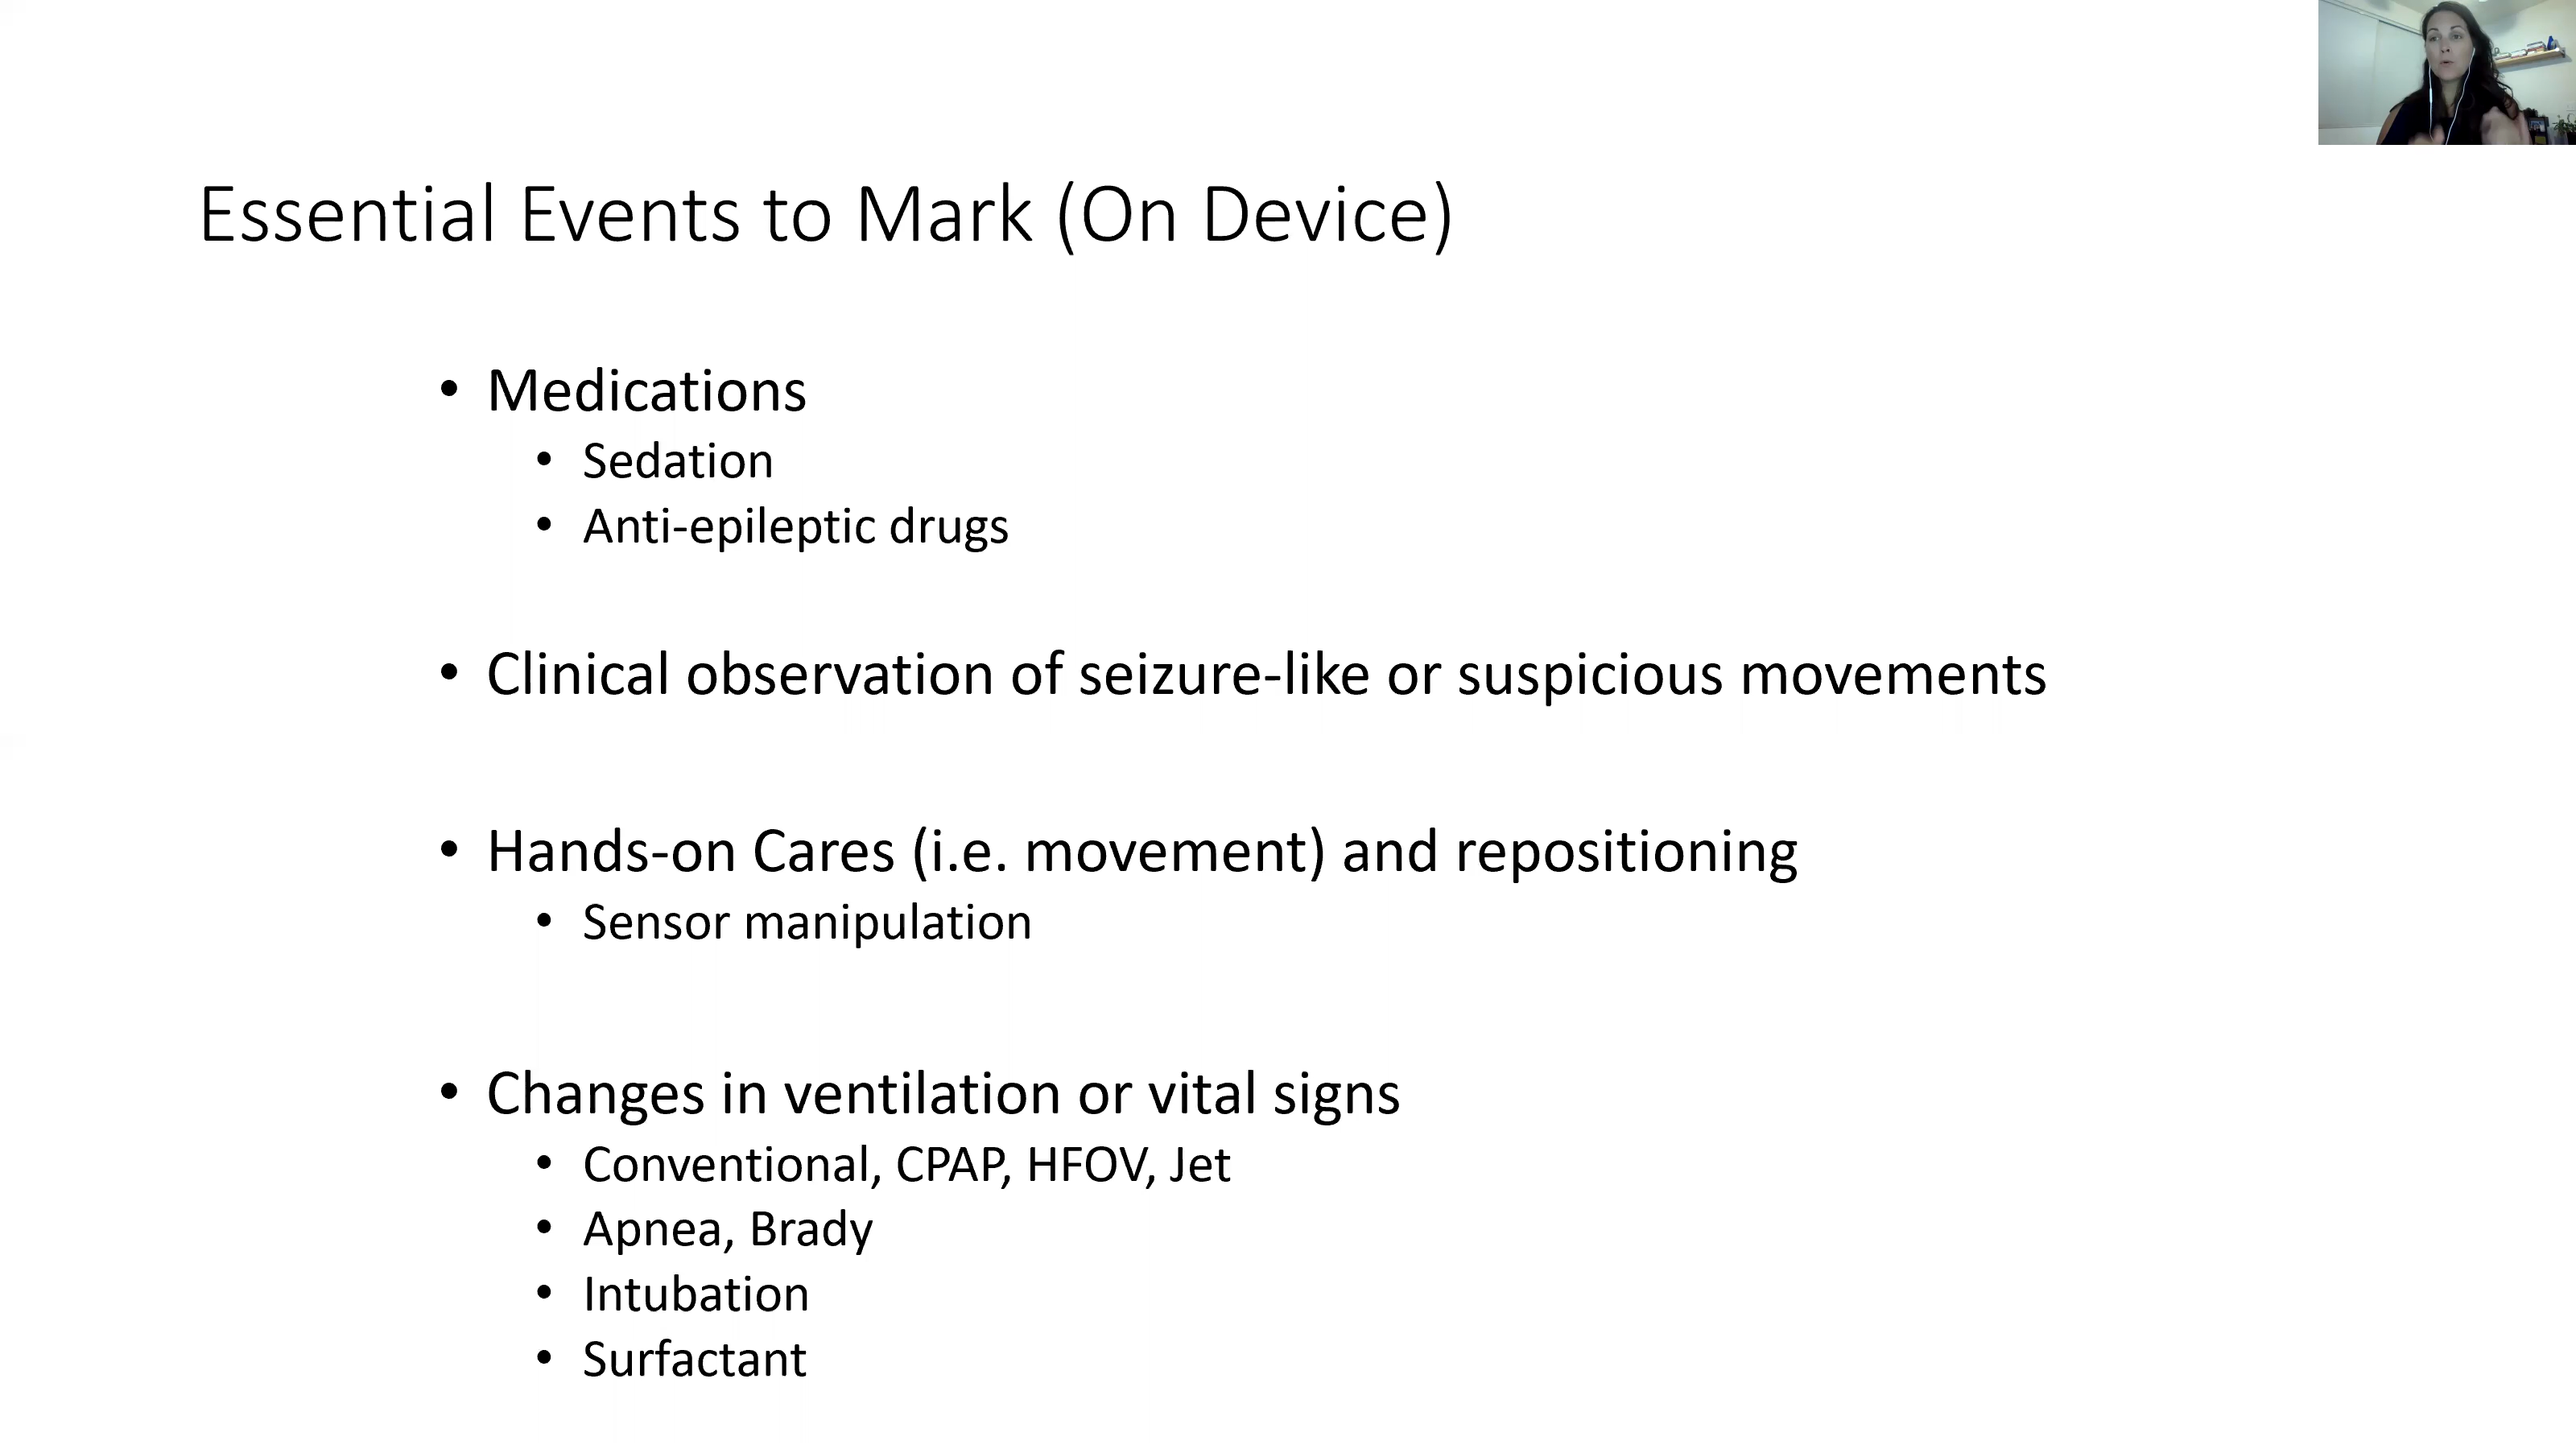 Essential Events to Mark (On Device)
• Medications
• Sedation
• Anti-epileptic drugs
• Clinical observation of seizure-like or suspicious movements
• Hands-on Cares (i.e. movement) and repositioning
• Sensor manipulation
• Changes in ventilation or vital signs
• Conventional, CPAP, HFOV, Jet
• Apnea, Brady
• Intubation
• Surfactant